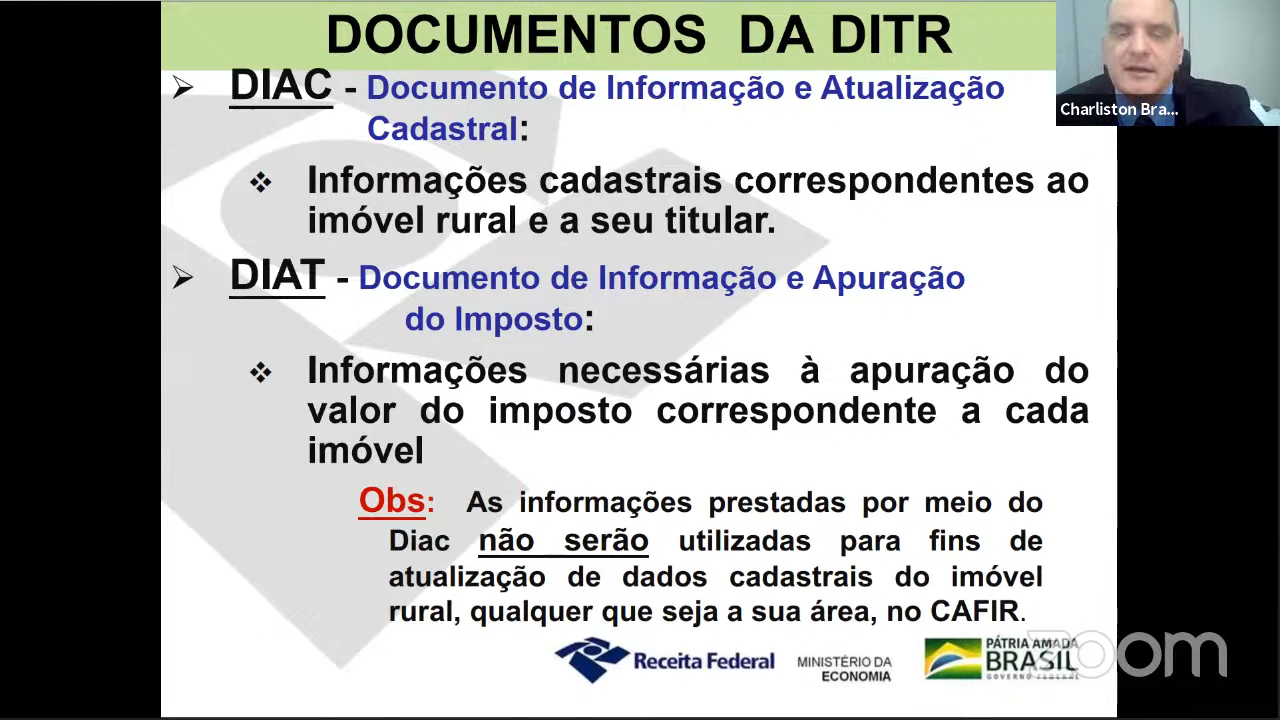 DOCUMENTOS DA DITR
DIAC - Documento de Informação e Atualização
Cadastral:
Informações cadastrais correspondentes ao
imóvel rural e a seu titular.
DIAT - Documento de Informação e Apuração
do Imposto:
Informações necessárias à apuração do
valor do imposto correspondente a cada
imóvel
Obs: As informações prestadas por meio do
Diac não serão utilizadas para fins de
atualização de dados cadastrais do imóvel
rural, qualquer que seja a sua área, no CAFIR.
Receita Federal
MINISTÉRIO DA
ECONOMIA
PÁTRIA AMADA
BRASIL
GOVERNO FEDERAL
zoom
Charliston Bra...